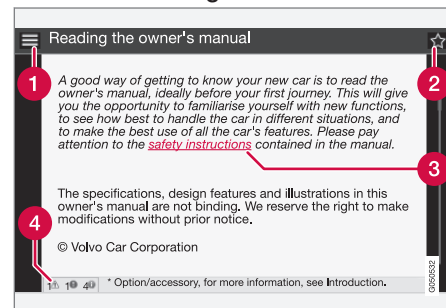 Reading the owner's manual
1
2
A good way of getting to know your new car is to read the
owner's manual, ideally before your first journey. This will give
you the opportunity to familiarise yourself with new functions,
to see how best to handle the car in different situations, and
to make the best use of all the car's features. Please pay
attention to the safety instructions contained in the manual.
3
The specifications, design features and illustrations in this
owner's manual are not binding. We reserve the right to make
modifications without prior notice.
4
© Volvo Car Corporation
1 1 4 * Option/accessory, for more information, see Introduction.
G050532